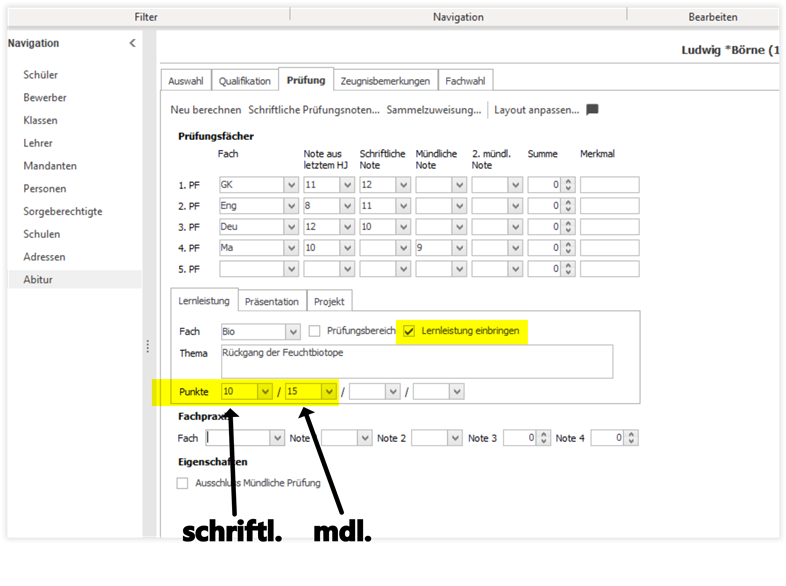 Filter Navigation Bearbeiten
Navigation <
Ludwig *Börne (1
Schüler
Bewerber
Klassen
Lehrer
Mandanten
Personen
Sorgeberechtigte
Schulen
Adressen
Abitur
Auswahl Qualifikation Prüfung Zeugnisbemerkungen Fachwahl
Neu berechnen Schriftliche Prüfungsnoten... Sammelzuweisung... Layout anpassen...
Prüfungsfächer
Fach Note aus letztem HJ Schriftliche Note Mündliche Note 2. mündl. Note Summe Merkmal
1. PF GK 11 12 0
2. PF Eng 8 11 0
3. PF Deu 12 10 0
4. PF Ma 10 9 0
5. PF 0
Lernleistung Präsentation Projekt
Fach Bio Prüfungsbereich Lernleistung einbringen
Thema Rückgang der Feuchtbiotope
Punkte 10 / 15 / /
Fach Note Note 2 Note 3 0 Note 4 0
Eigenschaften
Ausschluss Mündliche Prüfung
schriftl. mdl.